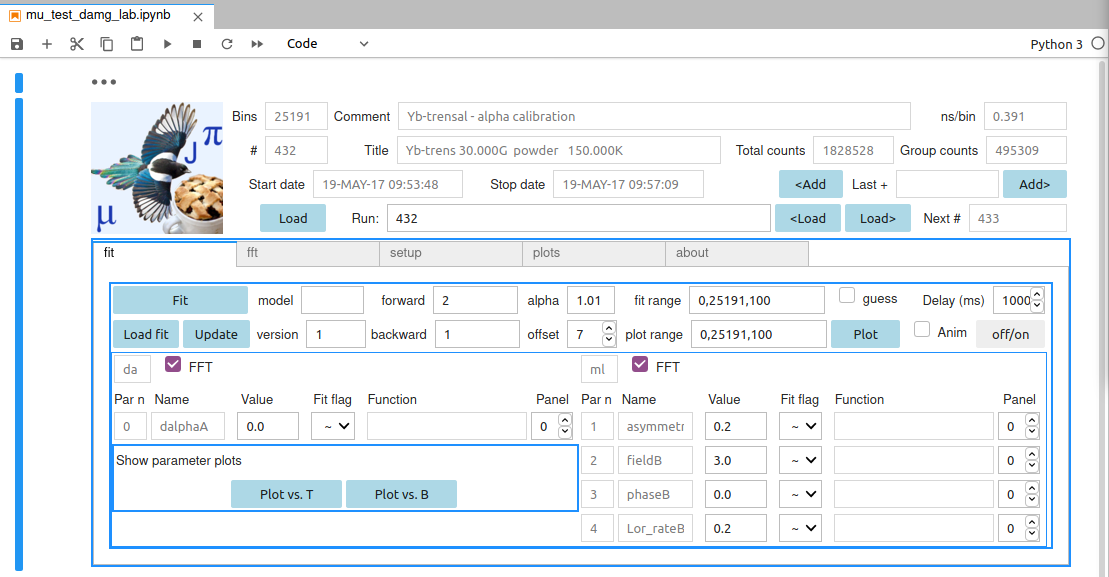 mu_test_damg_lab.ipynb
Code
Python 3
Bins 25191 Comment Yb-trensal - alpha calibration ns/bin 0.391
# 432 Title Yb-trens 30.000G powder 150.000K Total counts 1828528 Group counts 495309
Start date 19-MAY-17 09:53:48 Stop date 19-MAY-17 09:57:09 <Add Last + Add>
Load Run: 432 <Load Load> Next # 433
μ J π
fit fft setup plots about
Fit model forward 2 alpha 1.01 fit range 0,25191,100 guess Delay (ms) 1000
Load fit Update version 1 backward 1 offset 7 plot range 0,25191,100 Plot Anim off/on
da FFT ml FFT
Par n Name Value Fit flag Function Panel Par n Name Value Fit flag Function Panel
0 dalphaA 0.0 ~ 0 1 asymmetr 0.2 ~ 0
Show parameter plots 2 fieldB 3.0 ~ 0
Plot vs. T Plot vs. B 3 phaseB 0.0 ~ 0
4 Lor_rateB 0.2 ~ 0